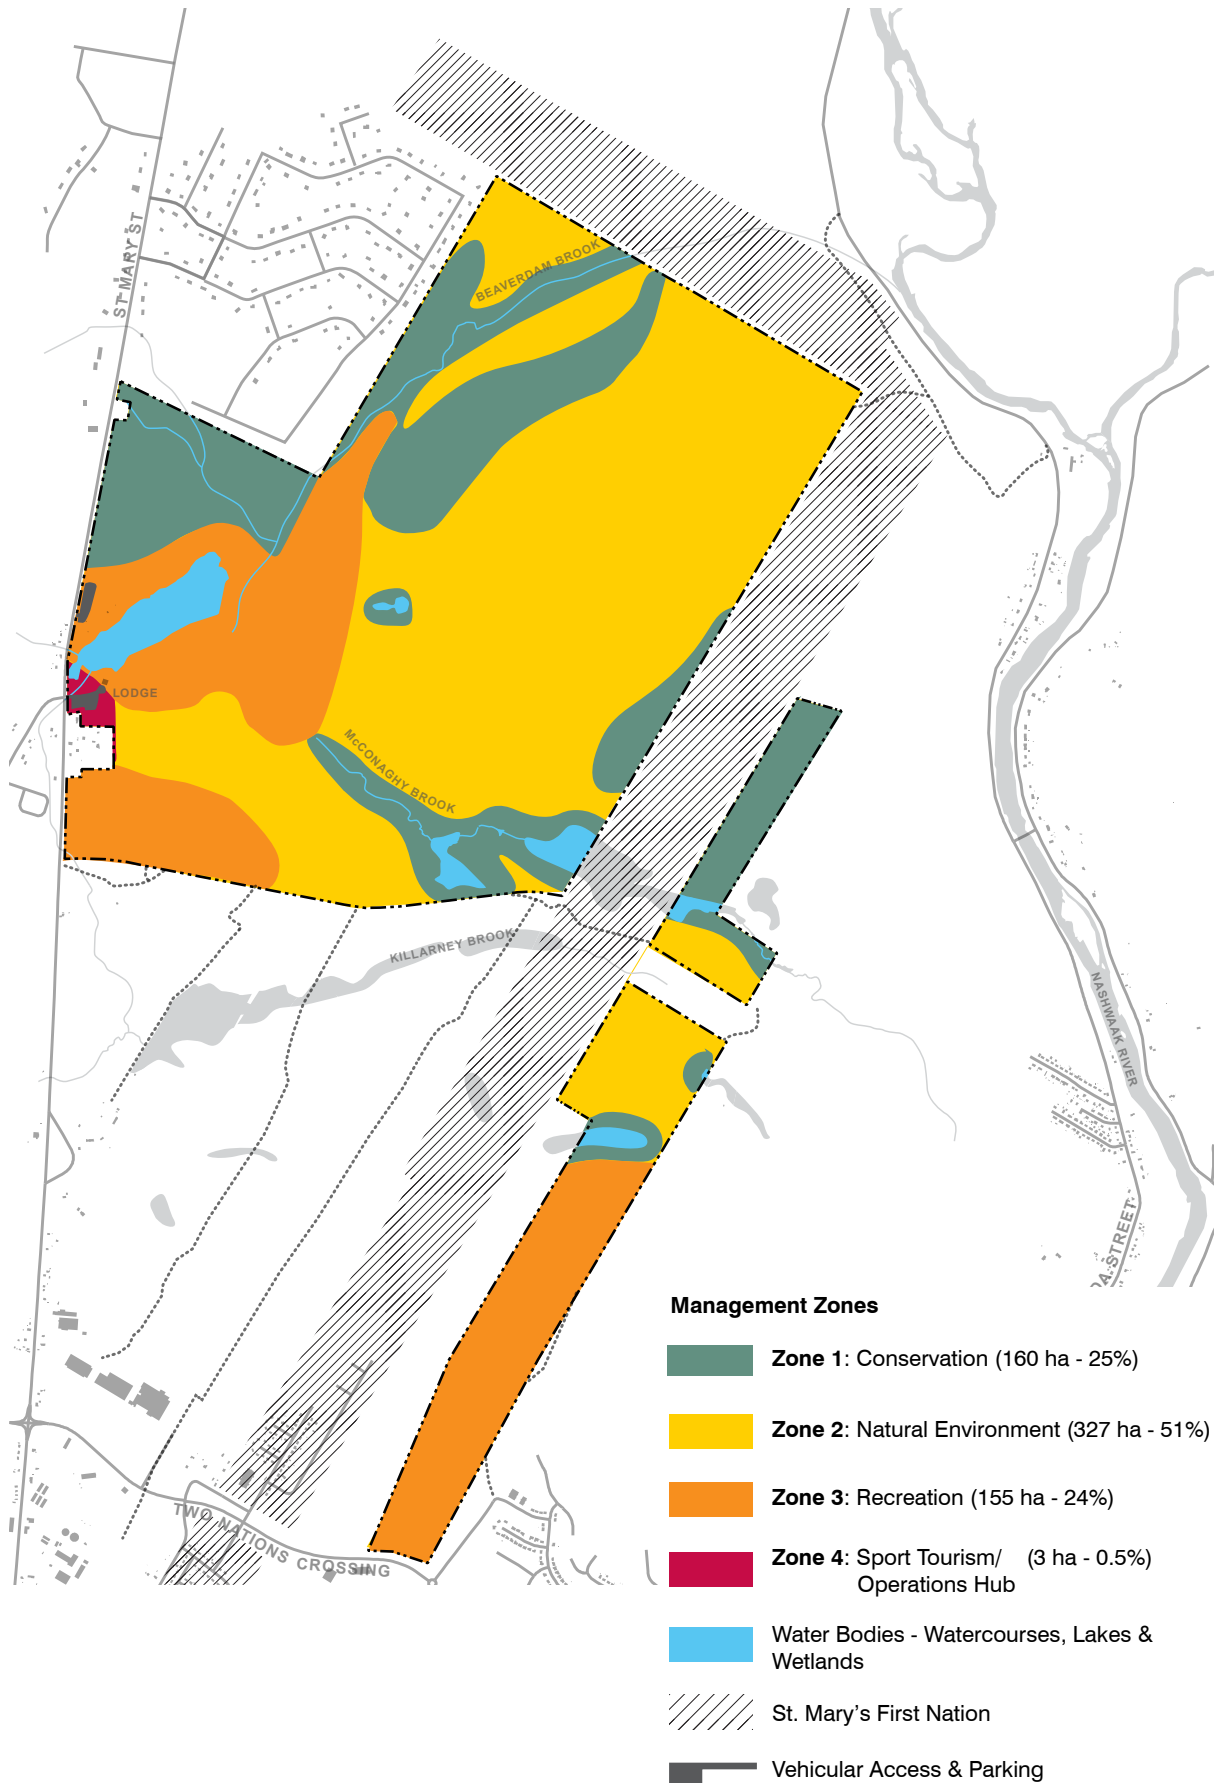 BEAVERDAM BROOK
ST MARY ST
LODGE
McCONAGHY BROOK
KILLARNEY BROOK
NASHWAAK RIVER
OA STREET
TWO NATIONS CROSSING
Management Zones
Zone 1: Conservation (160 ha - 25%)
Zone 2: Natural Environment (327 ha - 51%)
Zone 3: Recreation (155 ha - 24%)
Zone 4: Sport Tourism/ (3 ha - 0.5%)
Operations Hub
Water Bodies - Watercourses, Lakes &
Wetlands
St. Mary's First Nation
Vehicular Access & Parking